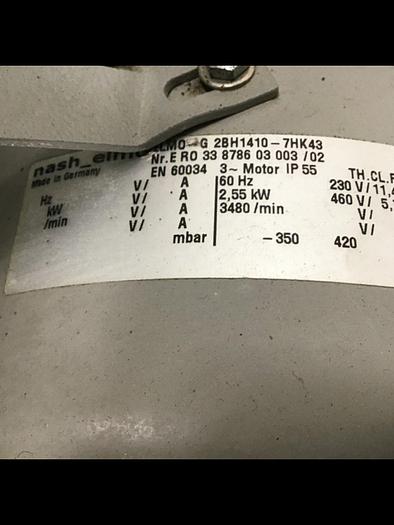 nash_elmo ELMO-G 2BH1410-7HK43
Made in Germany Nr. E RO 33 8786 03 003 /02
EN 60034 3~ Motor IP 55 TH.CL.F
Hz V/ A 60 Hz 230 V/ 11,4
kW V/ A 2,55 kW 460 V/ 5,
/min V/ A 3480/min V/
V/ A V/
mbar -350 420